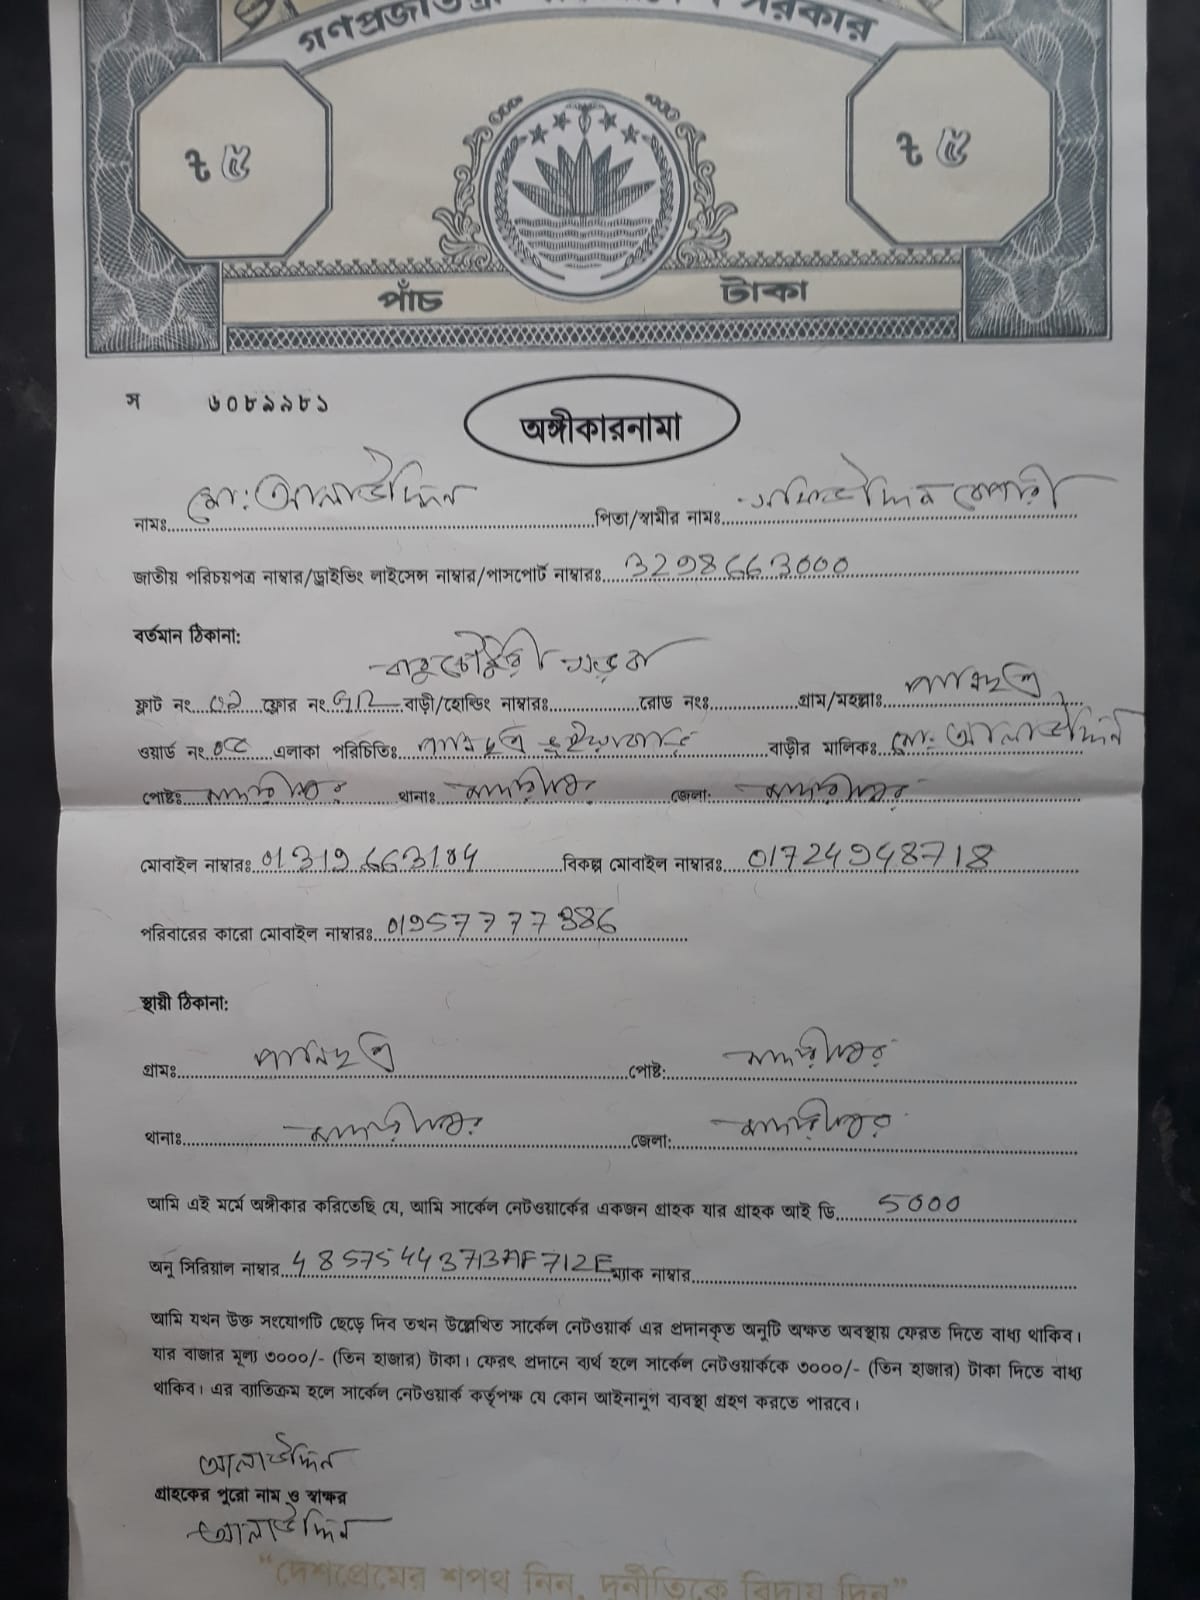 গণপ্রজাতন্ত্রী সরকার
ট ৫ ট ৫
পাঁচ টাকা
স ৬০৮৯৯৮১
অঙ্গীকারনামা
নামঃ মো: আলাউদ্দিন পিতা/স্বামীর নামঃ বেপারী
জাতীয় পরিচয়পত্র নাম্বার/ড্রাইভিং লাইসেন্স নাম্বার/পাসপোর্ট নাম্বারঃ 3298663000
বর্তমান ঠিকানা:
ফ্লাট নং ফ্লোর নং বাড়ী/হোল্ডিং নাম্বারঃ রোড নংঃ গ্রাম/মহল্লাঃ পানিছত্র
ওয়ার্ড নং এলাকা পরিচিতিঃ পানিছত্র বাড়ীর মালিকঃ মো: আলাউদ্দিন
পোষ্টঃ মাদারীপুর থানাঃ মাদারীপুর জেলা: মাদারীপুর
মোবাইল নাম্বারঃ 01319663184 বিকল্প মোবাইল নাম্বারঃ 01724948718
পরিবারের কারো মোবাইল নাম্বারঃ
স্থায়ী ঠিকানা:
গ্রামঃ পানিছত্র পোষ্ট: মাদারীপুর
থানাঃ মাদারীপুর জেলা: মাদারীপুর
আমি এই মর্মে অঙ্গীকার করিতেছি যে, আমি সার্কেল নেটওয়ার্কের একজন গ্রাহক যার গ্রাহক আই ডি 5000
অনু সিরিয়াল নাম্বার 48575443713AF712E ম্যাক নাম্বার
আমি যখন উক্ত সংযোগটি ছেড়ে দিব তখন উল্লেখিত সার্কেল নেটওয়ার্ক এর প্রদানকৃত অনুটি অক্ষত অবস্থায় ফেরত দিতে বাধ্য থাকিব।
যার বাজার মূল্য ৩০০০/- (তিন হাজার) টাকা। ফেরৎ প্রদানে ব্যর্থ হলে সার্কেল নেটওয়ার্ককে ৩০০০/- (তিন হাজার) টাকা দিতে বাধ্য
থাকিব। এর ব্যাতিক্রম হলে সার্কেল নেটওয়ার্ক কর্তৃপক্ষ যে কোন আইনানুগ ব্যবস্থা গ্রহণ করতে পারবে।
আলাউদ্দিন
গ্রাহকের পুরো নাম ও স্বাক্ষর
আলাউদ্দিন
“দেশপ্রেমের শপথ নিন, দুর্নীতিকে বিদায় দিন”